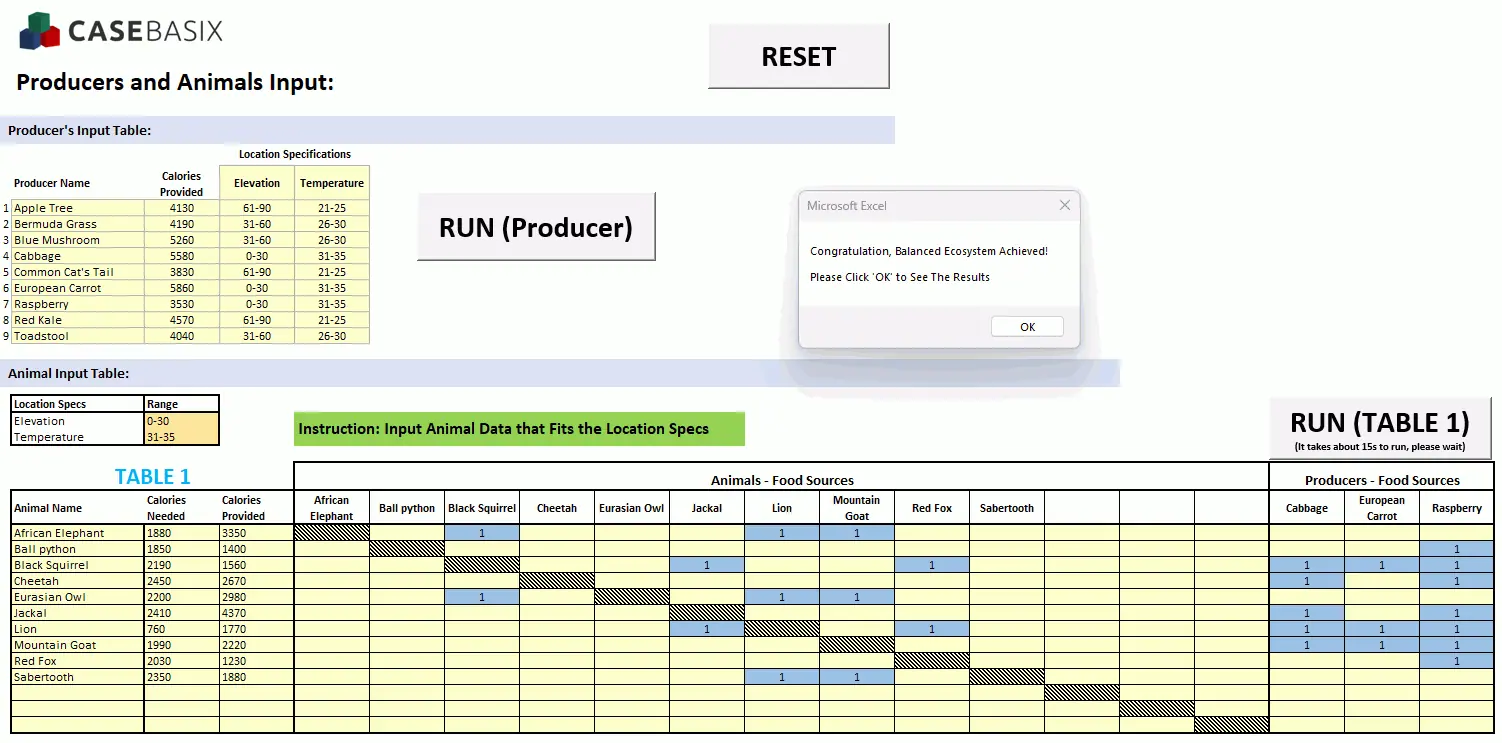 CASEBASIX
RESET
Producers and Animals Input:
Producer's Input Table:
Location Specifications
Producer Name Calories Provided Elevation Temperature
1 Apple Tree 4130 61-90 21-25
2 Bermuda Grass 4190 31-60 26-30
3 Blue Mushroom 5260 31-60 26-30
4 Cabbage 5580 0-30 31-35
5 Common Cat's Tail 3830 61-90 21-25
6 European Carrot 5860 0-30 31-35
7 Raspberry 3530 0-30 31-35
8 Red Kale 4570 61-90 21-25
9 Toadstool 4040 31-60 26-30
RUN (Producer)
Microsoft Excel
Congratulation, Balanced Ecosystem Achieved!
Please Click 'OK' to See The Results
OK
Animal Input Table:
Location Specs Range
Elevation 0-30
Temperature 31-35
Instruction: Input Animal Data that Fits the Location Specs
RUN (TABLE 1)
(It takes about 15s to run, please wait)
TABLE 1
Animals - Food Sources Producers - Food Sources
Animal Name Calories Needed Calories Provided African Elephant Ball python Black Squirrel Cheetah Eurasian Owl Jackal Lion Mountain Goat Red Fox Sabertooth Cabbage European Carrot Raspberry
African Elephant 1880 3350 1 1 1
Ball python 1850 1400 1
Black Squirrel 2190 1560 1 1 1 1 1
Cheetah 2450 2670 1 1
Eurasian Owl 2200 2980 1 1 1
Jackal 2410 4370 1 1
Lion 760 1770 1 1 1 1 1
Mountain Goat 1990 2220 1 1 1
Red Fox 2030 1230 1
Sabertooth 2350 1880 1 1